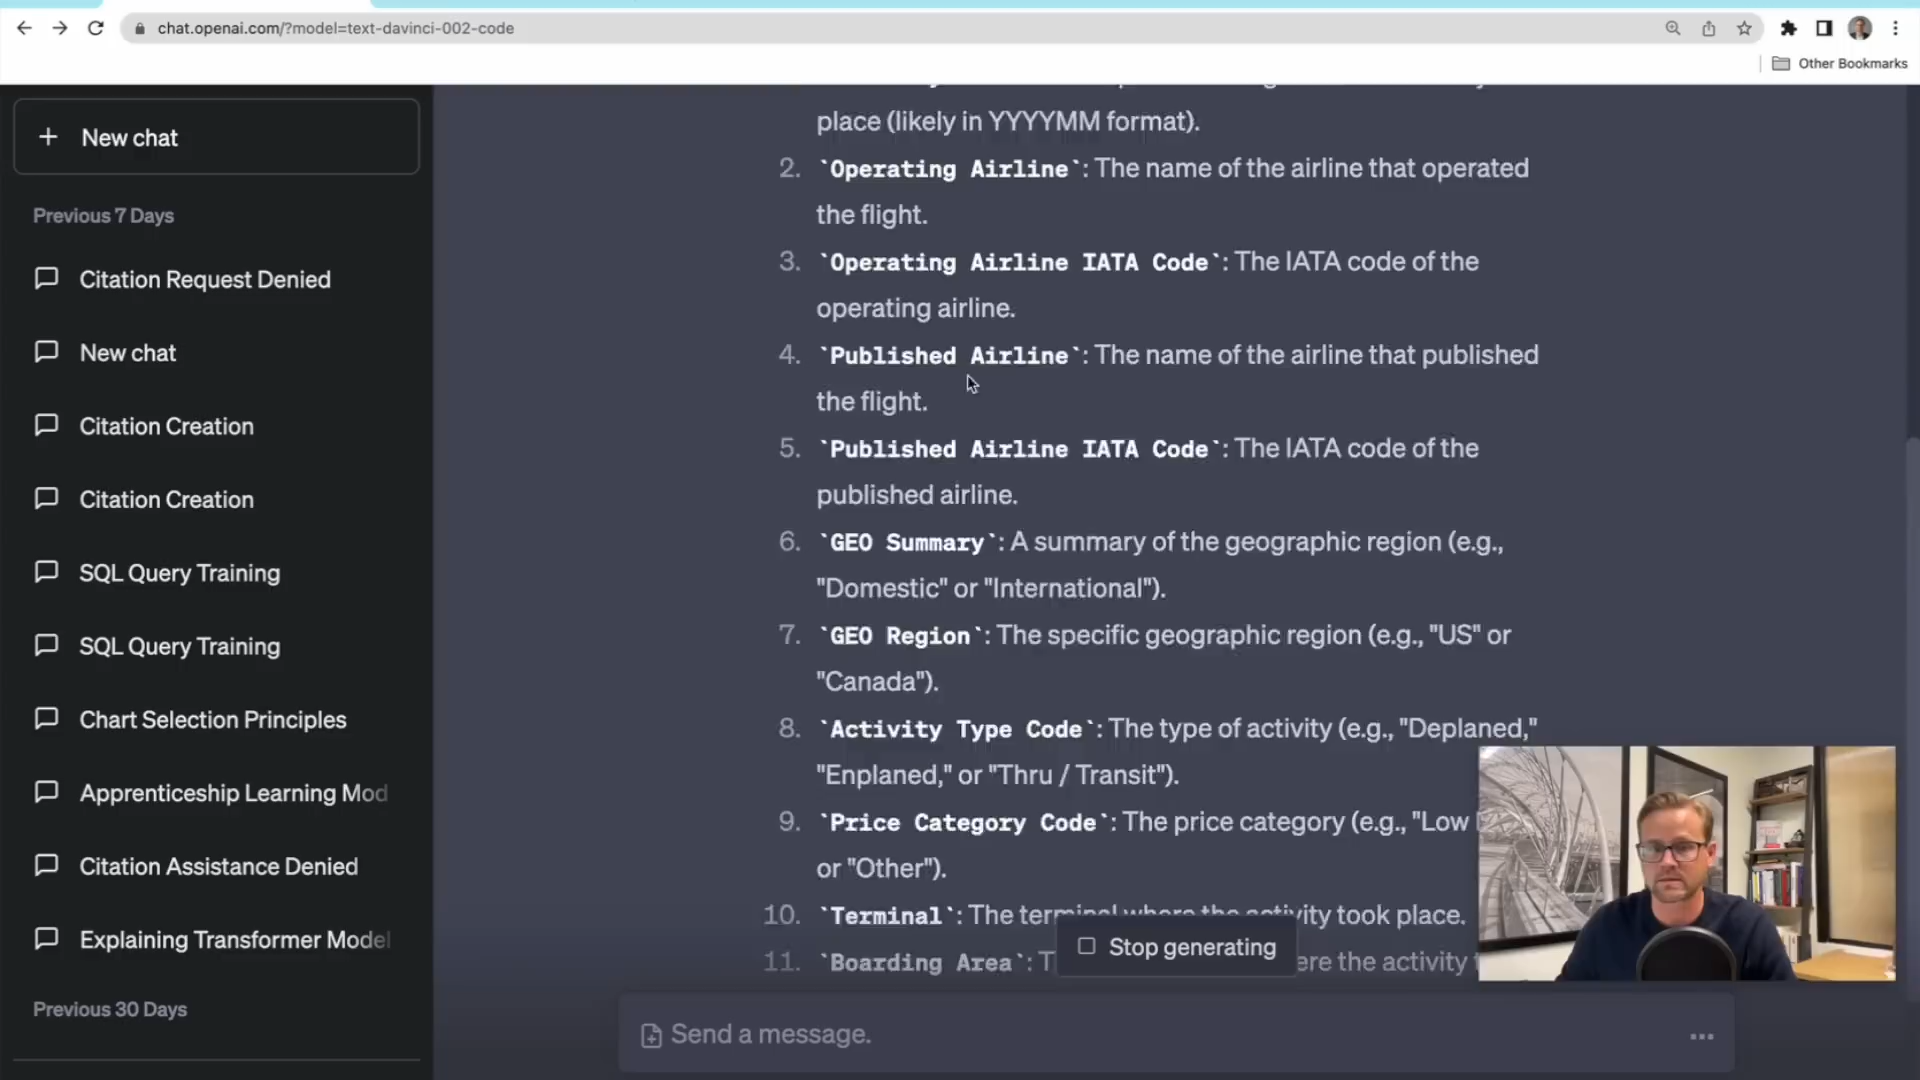 chat.openai.com/?model=text-davinci-002-code
Other Bookmarks
New chat
Previous 7 Days
Citation Request Denied
New chat
Citation Creation
Citation Creation
SQL Query Training
SQL Query Training
Chart Selection Principles
Apprenticeship Learning Mod
Citation Assistance Denied
Explaining Transformer Model
Previous 30 Days
place (likely in YYYYMM format).
2. `Operating Airline`: The name of the airline that operated
the flight.
3. `Operating Airline IATA Code`: The IATA code of the
operating airline.
4. `Published Airline`: The name of the airline that published
the flight.
5. `Published Airline IATA Code`: The IATA code of the
published airline.
6. `GEO Summary`: A summary of the geographic region (e.g.,
"Domestic" or "International").
7. `GEO Region`: The specific geographic region (e.g., "US" or
"Canada").
8. `Activity Type Code`: The type of activity (e.g., "Deplaned,"
"Enplaned," or "Thru / Transit").
9. `Price Category Code`: The price category (e.g., "Low
or "Other").
10. `Terminal`: The terminal where the activity took place.
11. `Boarding Area`: T ere the activity
Stop generating
Send a message.